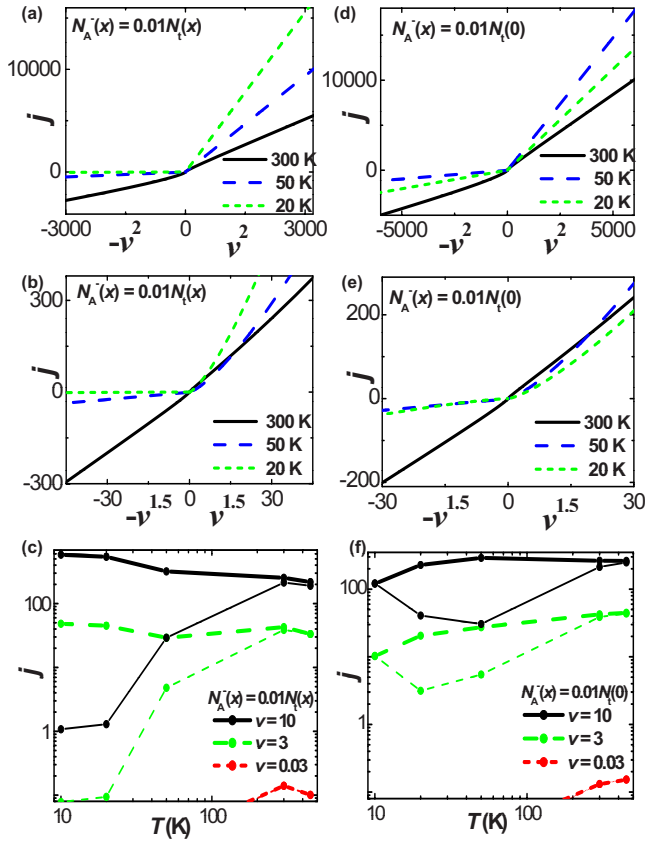 (a)
N_A^-(x) = 0.01N_t(x)
10000
0
j
300 K
50 K
20 K
-3000 0 3000
-v^2 v^2
(d)
N_A^-(x) = 0.01N_t(0)
10000
0
j
300 K
50 K
20 K
-5000 0 5000
-v^2 v^2
(b)
N_A^-(x) = 0.01N_t(x)
300
0
-300
j
300 K
50 K
20 K
-30 0 30
-v^1.5 v^1.5
(e)
N_A^-(x) = 0.01N_t(0)
200
0
-200
j
300 K
50 K
20 K
-30 0 30
-v^1.5 v^1.5
(c)
100
1
j
N_A^-(x) = 0.01N_t(x)
v = 10
v = 3
v = 0.03
10 100
T(K)
(f)
100
1
j
N_A^-(x) = 0.01N_t(0)
v = 10
v = 3
v = 0.03
10 100
T(K)